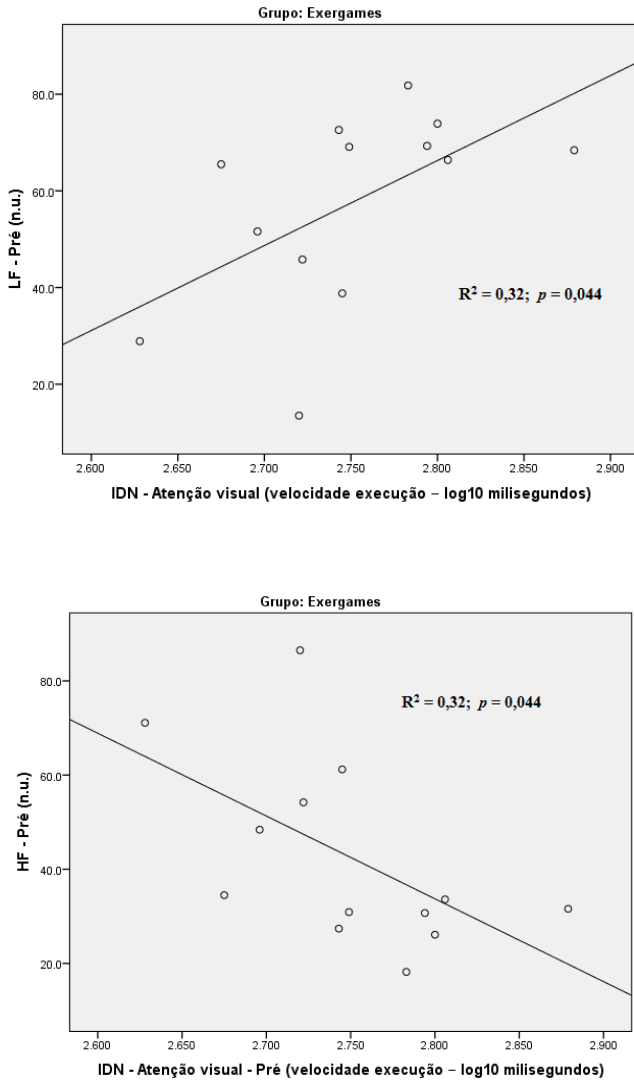 Grupo: Exergames
80.0
60.0
40.0
20.0
LF - Pré (n.u.)
R² = 0,32; p = 0,044
2.600 2.650 2.700 2.750 2.800 2.850 2.900
IDN - Atenção visual (velocidade execução – log10 milisegundos)
Grupo: Exergames
80.0
60.0
40.0
20.0
HF - Pré (n.u.)
R² = 0,32; p = 0,044
2.600 2.650 2.700 2.750 2.800 2.850 2.900
IDN - Atenção visual - Pré (velocidade execução – log10 milisegundos)